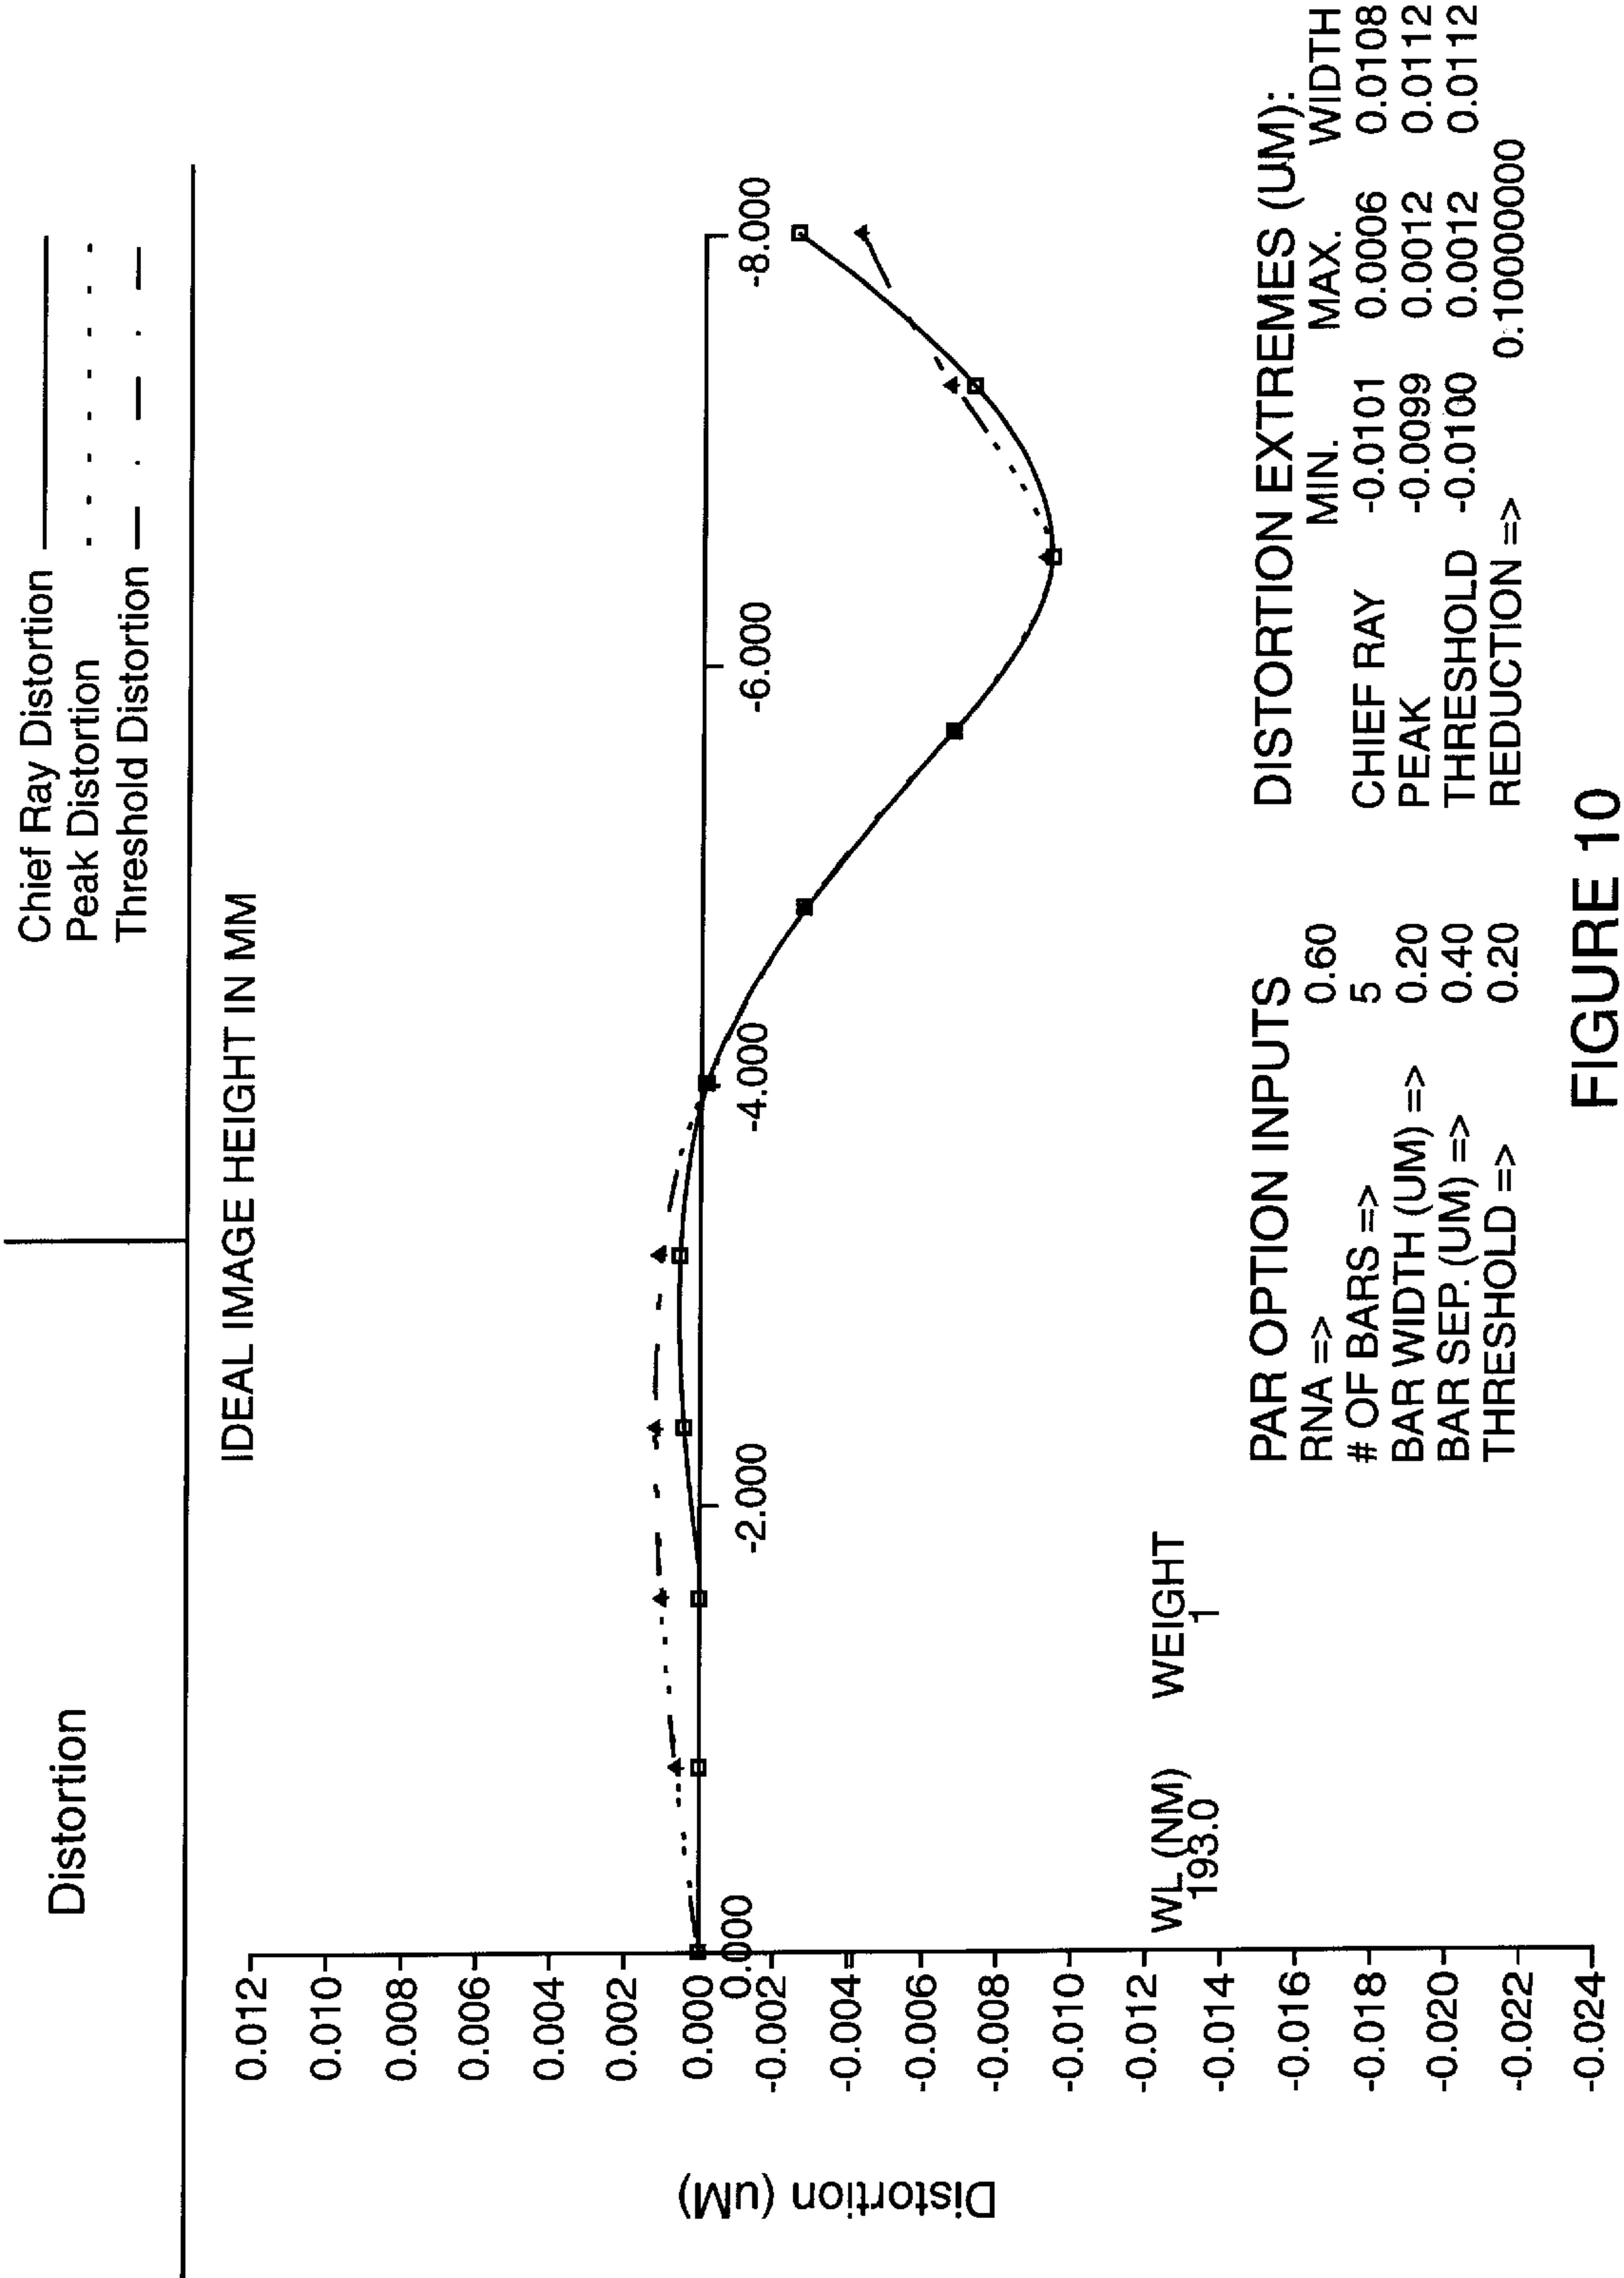 Distortion
Chief Ray Distortion
Peak Distortion
Threshold Distortion
IDEAL IMAGE HEIGHT IN MM
Distortion (uM)
0.012
0.010
0.008
0.006
0.004
0.002
0.000
-0.002
-0.004
-0.006
-0.008
-0.010
-0.012
-0.014
-0.016
-0.018
-0.020
-0.022
-0.024
0.000 -2.000 -4.000 -6.000 -8.000
WL (NM) WEIGHT
193.0 1
PAR OPTION INPUTS
RNA => 0.60
# OF BARS => 5
BAR WIDTH (UM) => 0.20
BAR SEP. (UM) => 0.40
THRESHOLD => 0.20
DISTORTION EXTREMES (UM):
MIN. MAX. WIDTH
CHIEF RAY -0.0101 0.0006 0.0108
PEAK -0.0099 0.0012 0.0112
THRESHOLD -0.0100 0.0012 0.0112
REDUCTION => 0.10000000
FIGURE 10